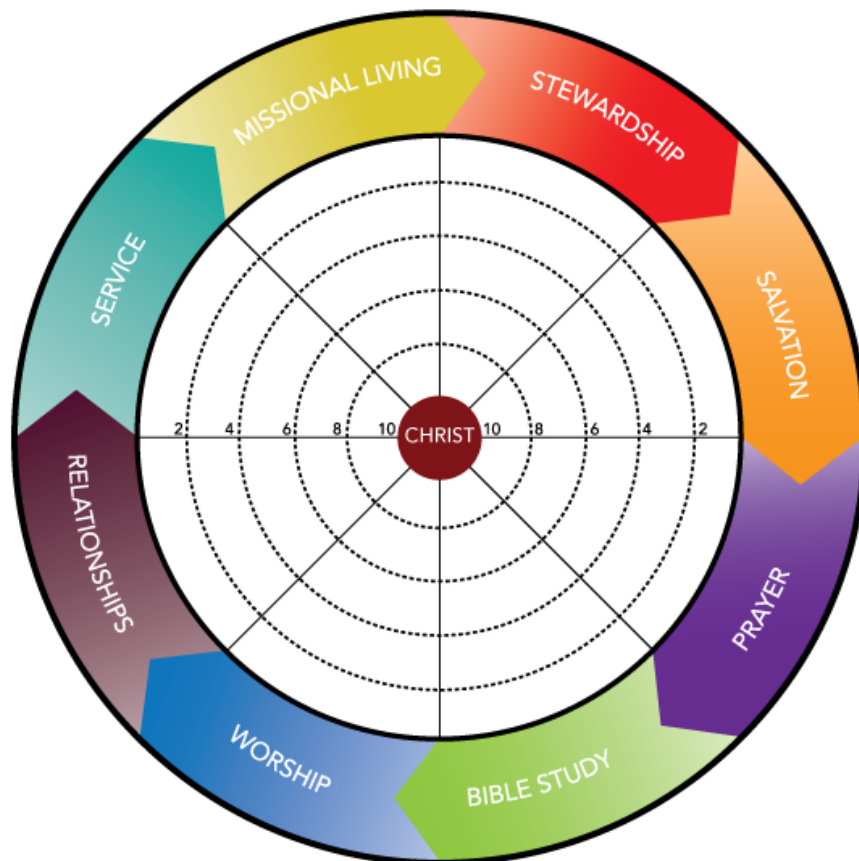 MISSIONAL LIVING
STEWARDSHIP
SALVATION
PRAYER
BIBLE STUDY
WORSHIP
RELATIONSHIPS
SERVICE
2 4 6 8 10 CHRIST 10 8 6 4 2